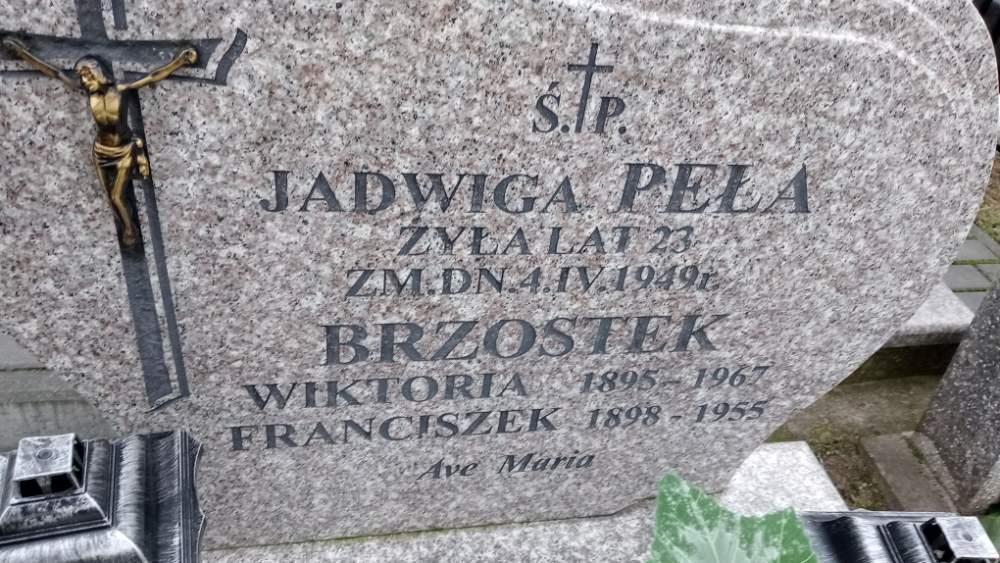 Ś.P.
JADWIGA PEŁA
ŻYŁA LAT 23
ZM.DN.4.IV.1949r.
BRZOSTEK
WIKTORIA 1895 - 1967
FRANCISZEK 1898 - 1955
Ave Maria